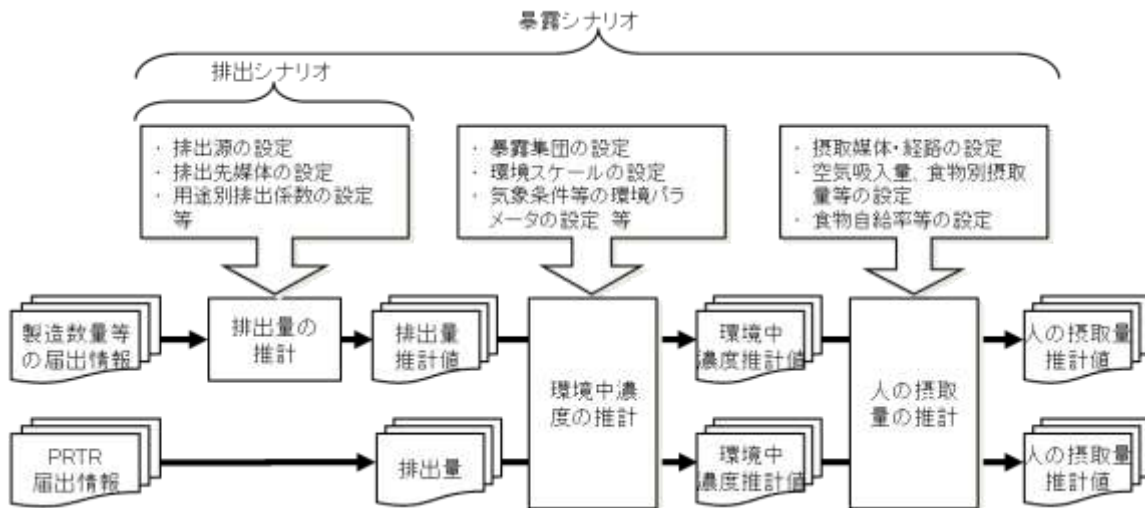 暴露シナリオ
排出シナリオ
・ 排出源の設定
・ 排出先媒体の設定
・ 用途別排出係数の設定
等
・ 暴露集団の設定
・ 環境スケールの設定
・ 気象条件等の環境パラ
メータの設定 等
・ 摂取媒体・経路の設定
・ 空気吸入量、食物別摂取
量等の設定
・ 食物自給率等の設定
製造数量等
の届出情報
排出量の
推計
排出量
推計値
環境中濃
度の推計
環境中
濃度推計値
人の摂取
量の推計
人の摂取量
推計値
PRTR
届出情報
排出量
環境中
濃度推計値
人の摂取量
推計値